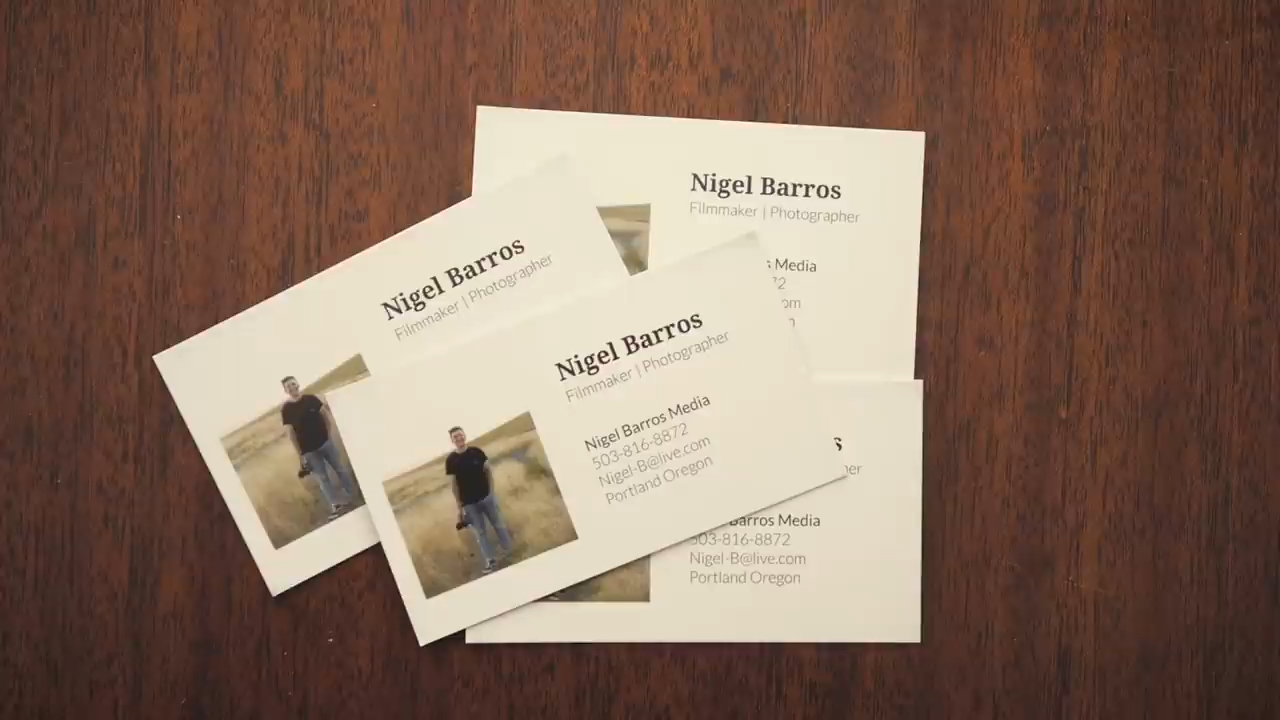 Nigel Barros
Filmmaker | Photographer
Media
Nigel Barros
Filmmaker | Photographer
Nigel Barros
Filmmaker | Photographer
Nigel Barros Media
503-816-8872
Nigel-B@live.com
Portland Oregon
Barros Media
503-816-8872
Nigel-B@live.com
Portland Oregon